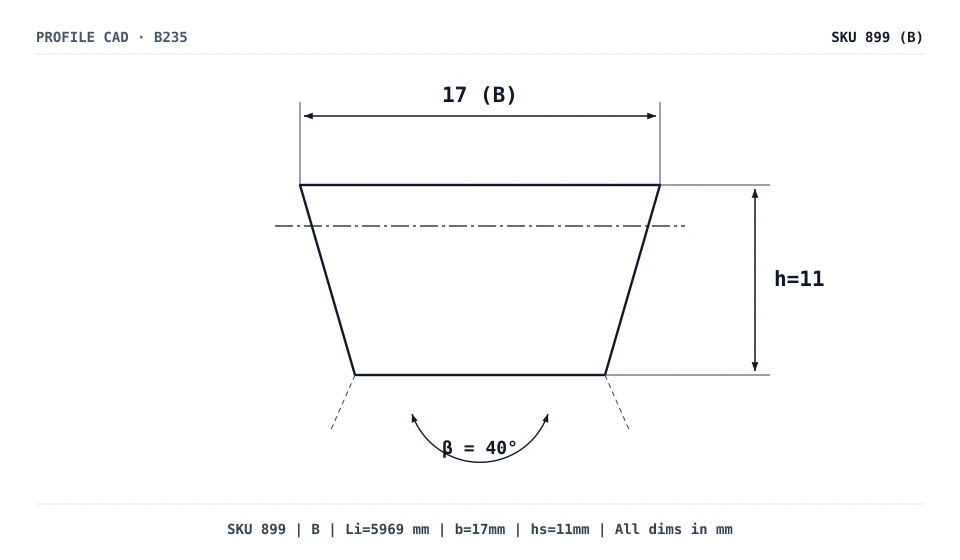 PROFILE CAD · B235
SKU 899 (B)
17 (B)
h=11
β = 40°
SKU 899 | B | Li=5969 mm | b=17mm | hs=11mm | All dims in mm